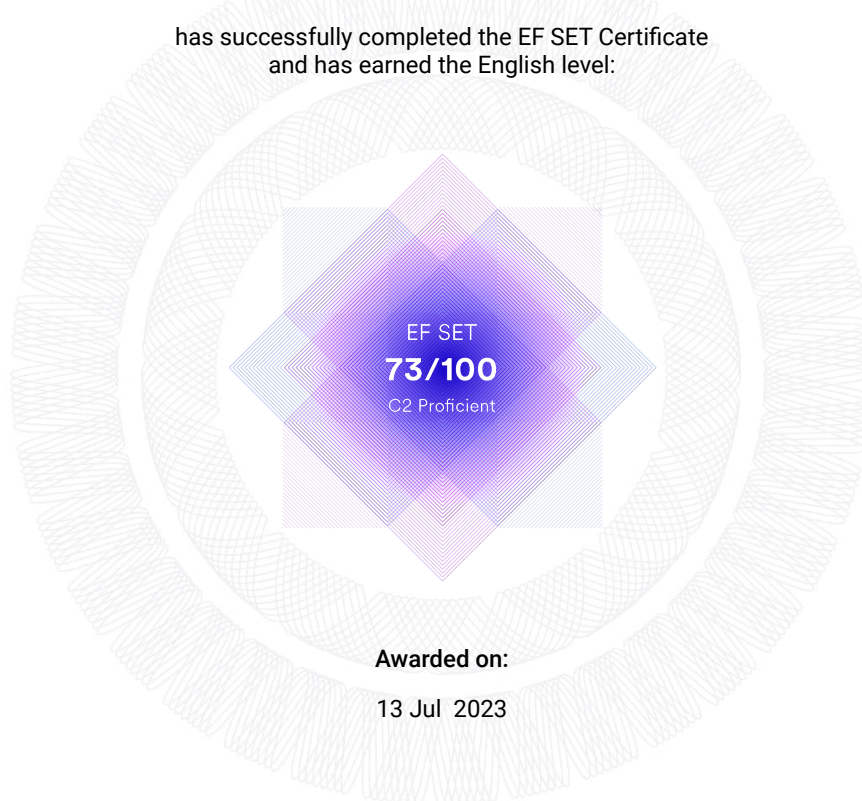 has successfully completed the EF SET Certificate
and has earned the English level:
EF SET
73/100
C2 Proficient
Awarded on:
13 Jul 2023